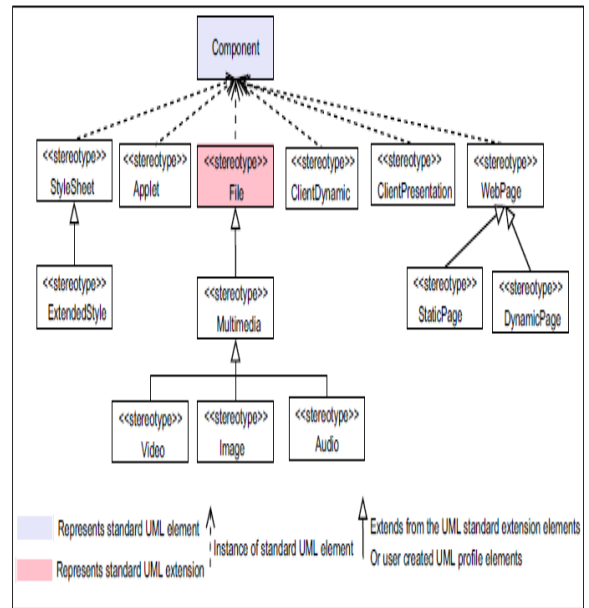 Component
<<stereotype>>
StyleSheet
<<stereotype>>
Applet
<<stereotype>>
File
<<stereotype>>
ClientDynamic
<<stereotype>>
ClientPresentation
<<stereotype>>
WebPage
<<stereotype>>
ExtendedStyle
<<stereotype>>
Multimedia
<<stereotype>>
StaticPage
<<stereotype>>
DynamicPage
<<stereotype>>
Video
<<stereotype>>
Image
<<stereotype>>
Audio
Represents standard UML element
Represents standard UML extension
Instance of standard UML element
Extends from the UML standard extension elements
Or user created UML profile elements